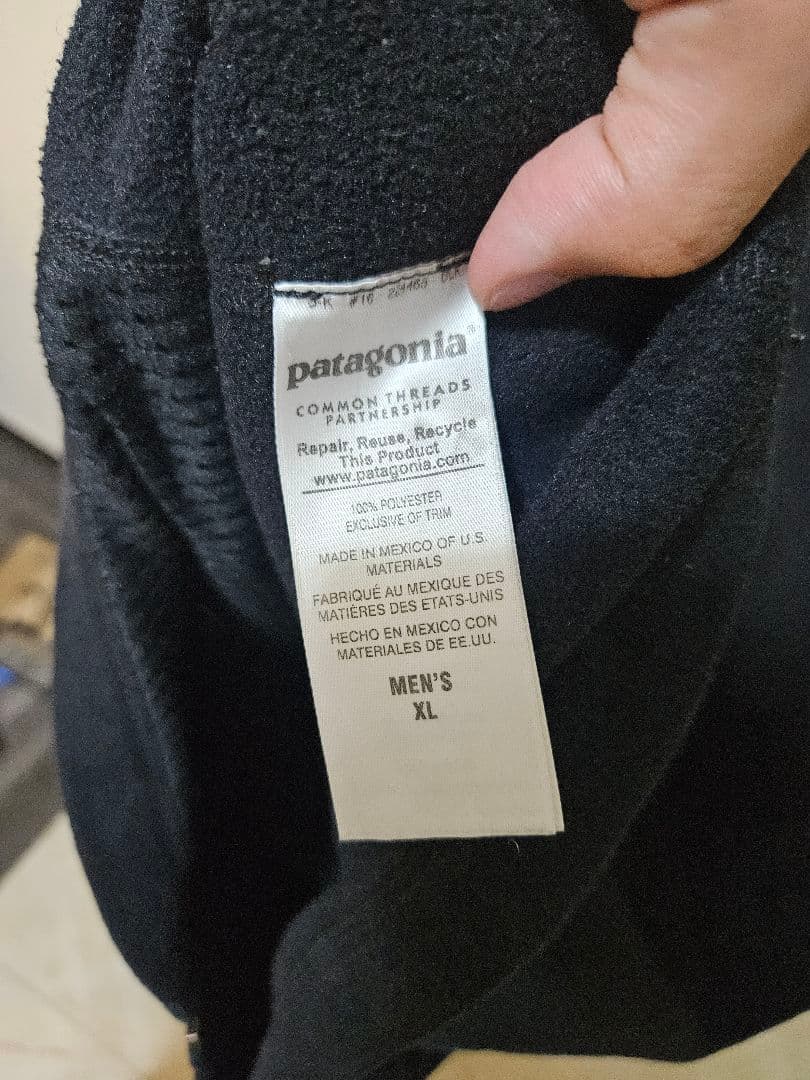 #16
patagonia®
COMMON THREADS
PARTNERSHIP
Repair, Reuse, Recycle
This Product
www.patagonia.com
100% POLYESTER
EXCLUSIVE OF TRIM
MADE IN MEXICO OF U.S.
MATERIALS
FABRIQUÉ AU MEXIQUE DES
MATIÈRES DES ETATS-UNIS
HECHO EN MEXICO CON
MATERIALES DE EE.UU.
MEN'S
XL